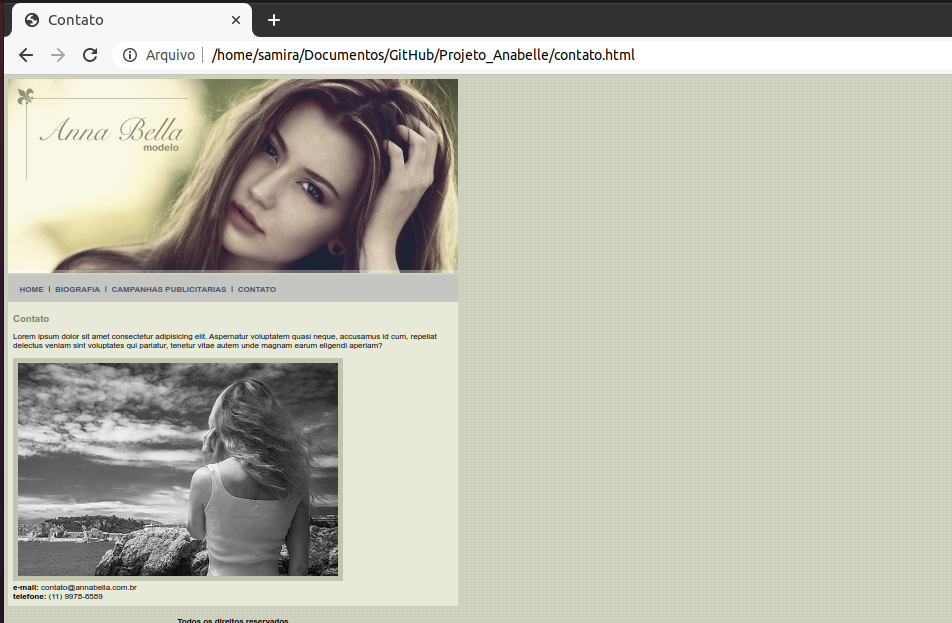 Contato
Arquivo | /home/samira/Documentos/GitHub/Projeto_Anabelle/contato.html
Anna Bella
modelo
HOME | BIOGRAFIA | CAMPANHAS PUBLICITARIAS | CONTATO
Contato
Lorem ipsum dolor sit amet consectetur adipisicing elit. Aspernatur voluptatem quasi neque, accusamus id cum, repellat
delectus veniam sint voluptates qui pariatur, tenetur vitae autem unde magnam earum eligendi aperiam?
e-mail: contato@annabella.com.br
telefone: (11) 9978-6589
Todos os direitos reservados